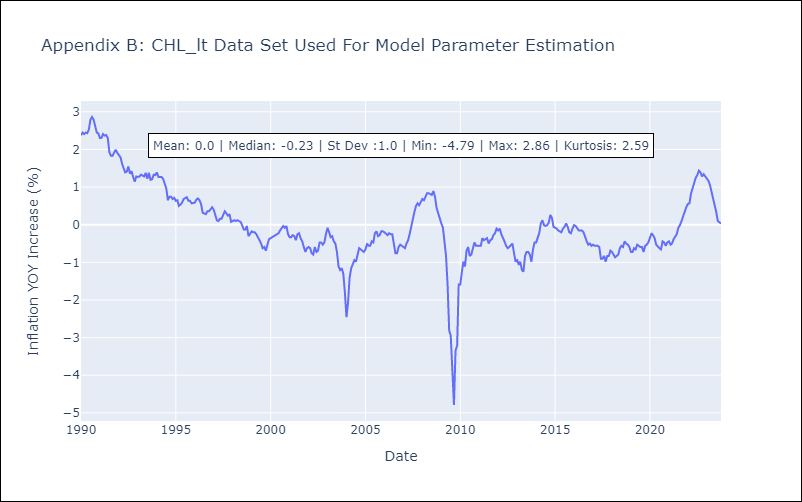 Appendix B: CHL_lt Data Set Used For Model Parameter Estimation
Mean: 0.0 | Median: -0.23 | St Dev :1.0 | Min: -4.79 | Max: 2.86 | Kurtosis: 2.59
Inflation YOY Increase (%)
3
2
1
0
−1
−2
−3
−4
−5
1990 1995 2000 2005 2010 2015 2020
Date